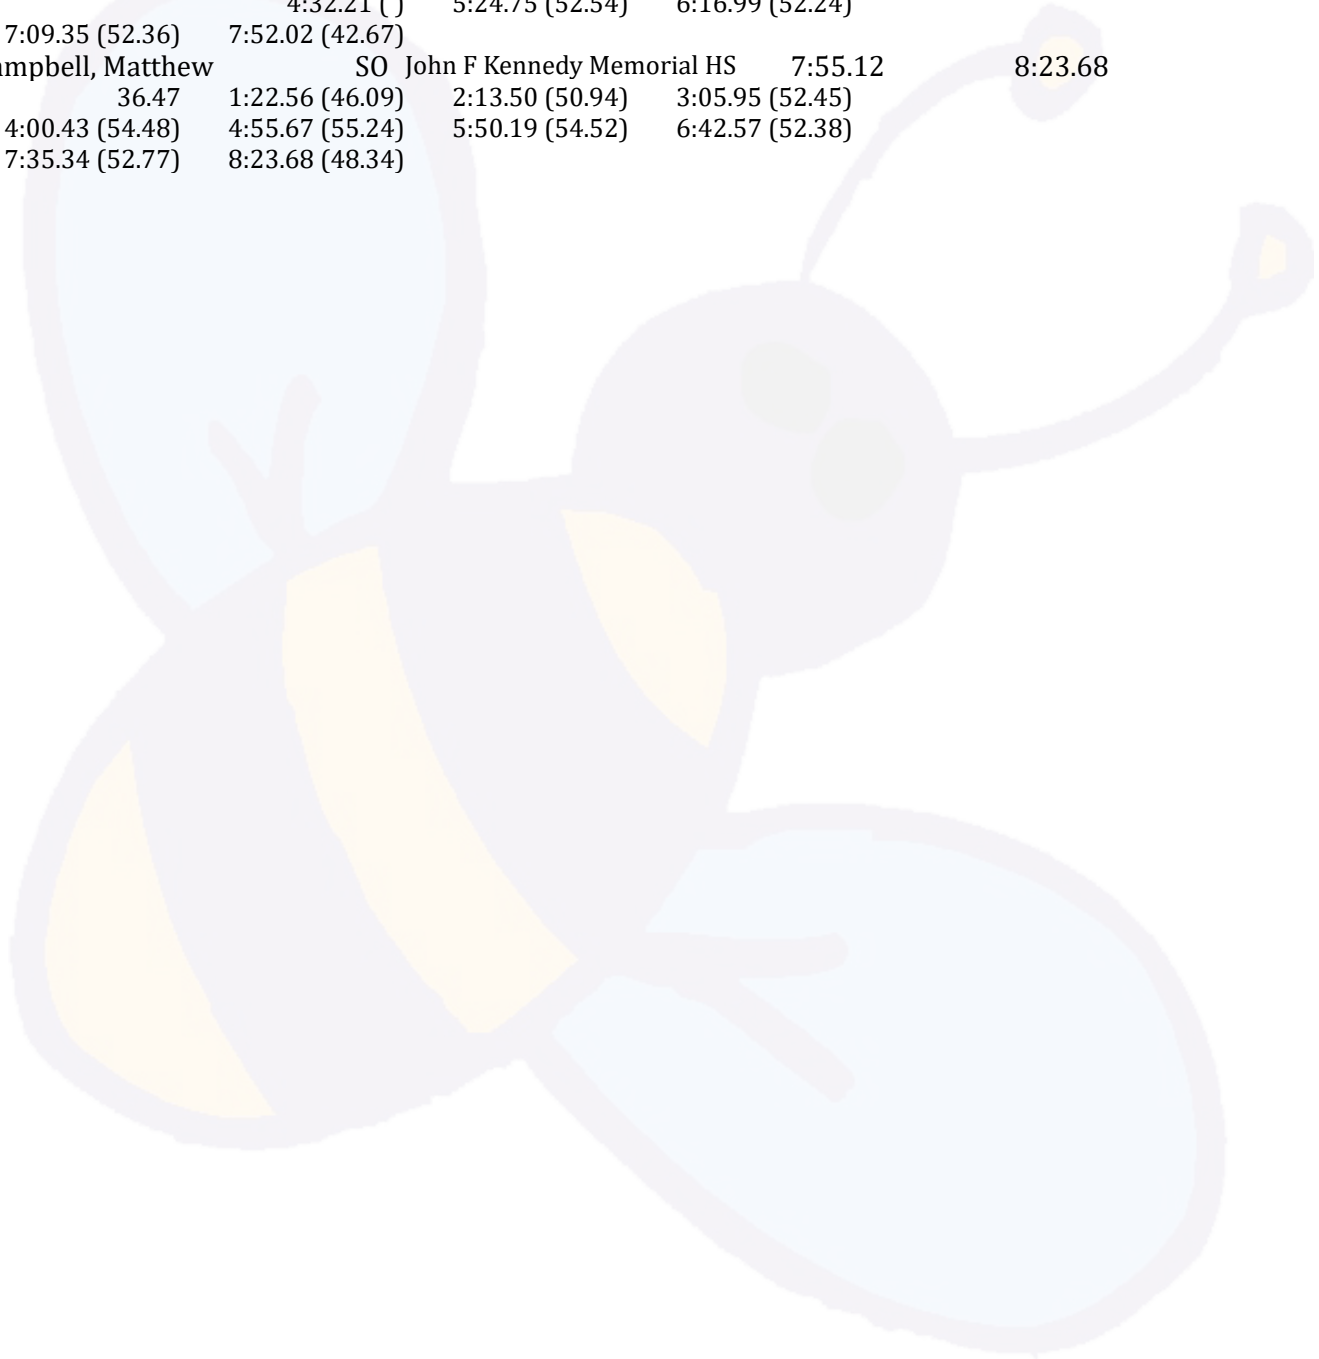 4:32.21 ( ) 5:24.75 (52.54) 6:16.99 (52.24)
7:09.35 (52.36) 7:52.02 (42.67)
mpbell, Matthew SO John F Kennedy Memorial HS 7:55.12 8:23.68
36.47 1:22.56 (46.09) 2:13.50 (50.94) 3:05.95 (52.45)
4:00.43 (54.48) 4:55.67 (55.24) 5:50.19 (54.52) 6:42.57 (52.38)
7:35.34 (52.77) 8:23.68 (48.34)